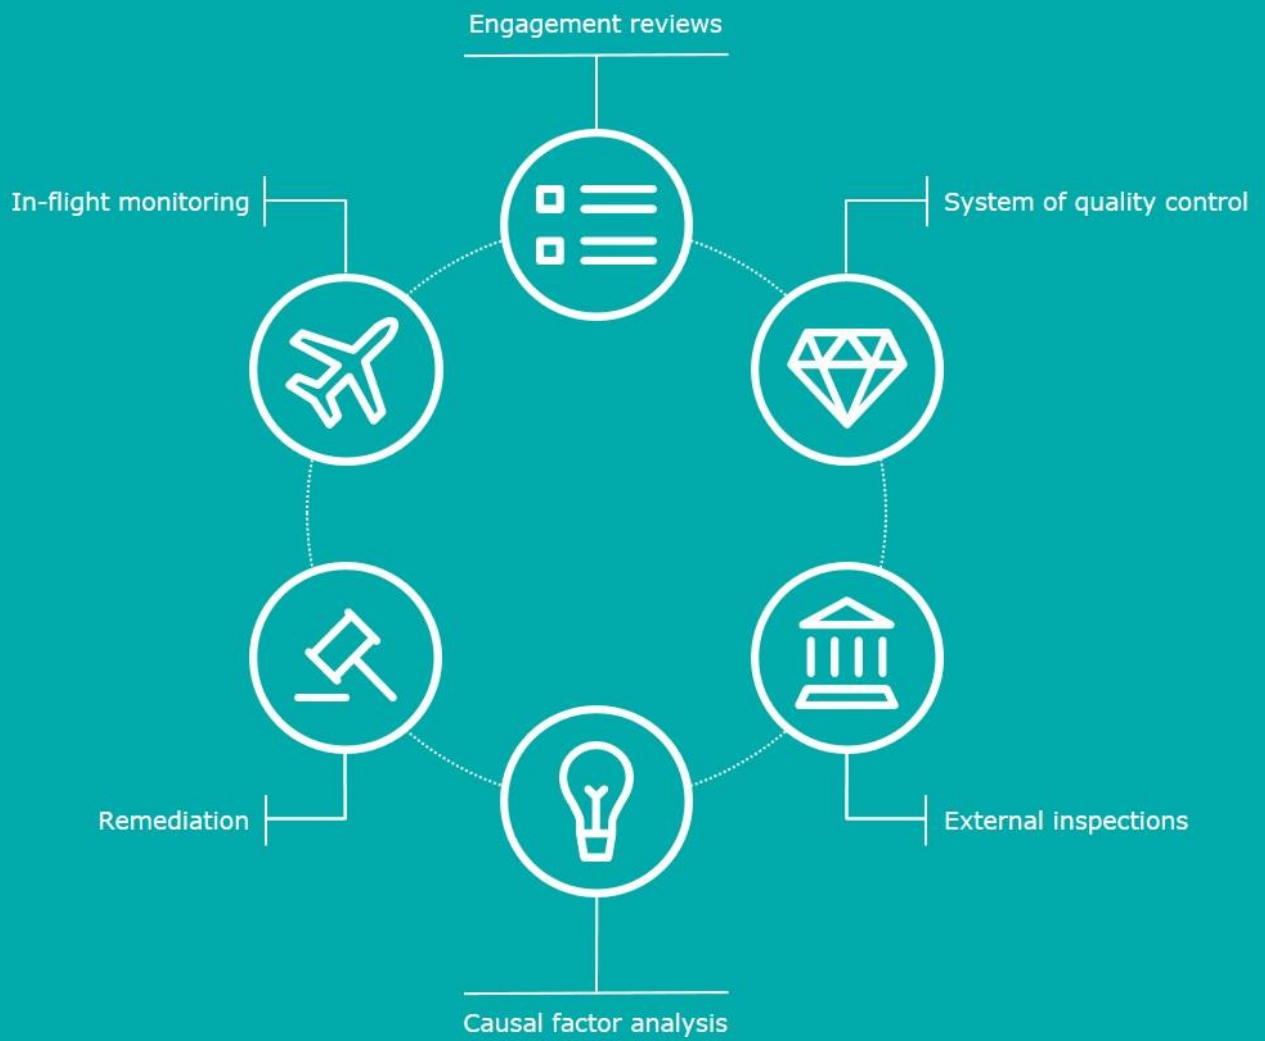 Engagement reviews
In-flight monitoring
System of quality control
Remediation
External inspections
Causal factor analysis